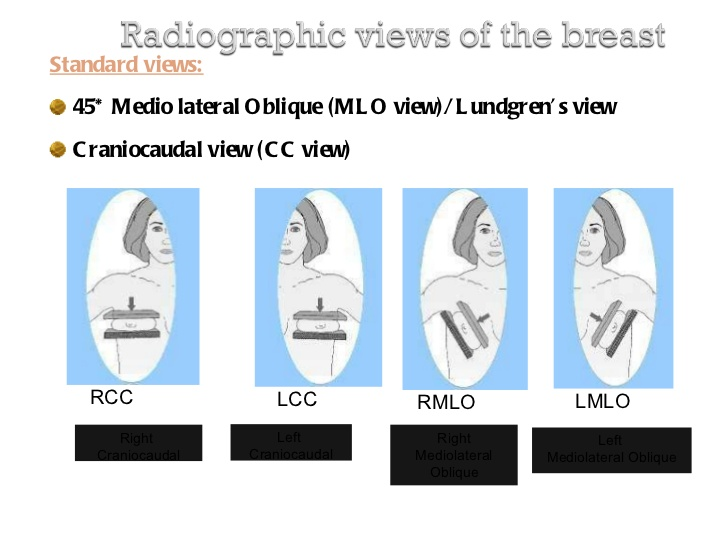 Radiographic views of the breast
Standard views:
45* Medio lateral Oblique (MLO view)/Lundgren's view
Craniocaudal view (CC view)
RCC
LCC
RMLO
LMLO
Right
Craniocaudal
Left
Craniocaudal
Right
Mediolateral
Oblique
Left
Mediolateral Oblique